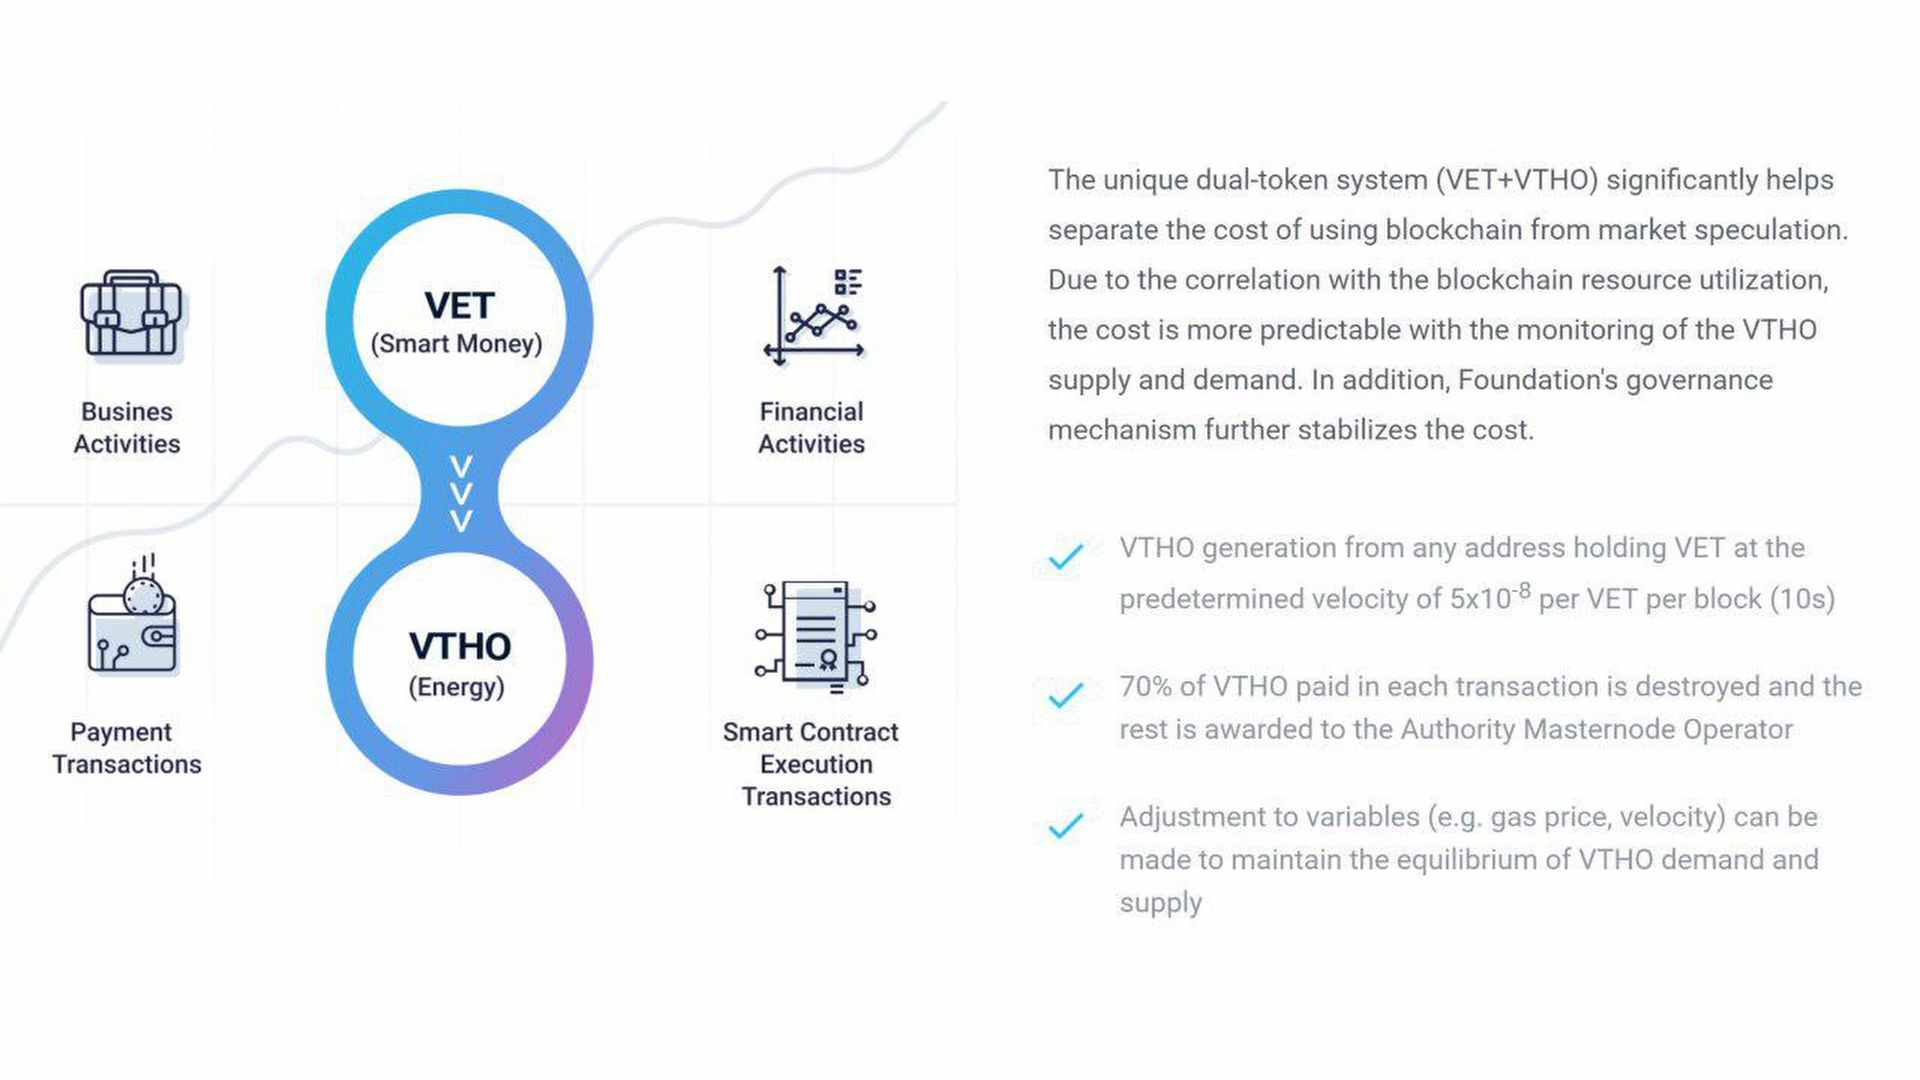 VET
(Smart Money)
Busines
Activities
Financial
Activities
V
V
V
VTHO
(Energy)
Payment
Transactions
Smart Contract
Execution
Transactions
The unique dual-token system (VET+VTHO) significantly helps
separate the cost of using blockchain from market speculation.
Due to the correlation with the blockchain resource utilization,
the cost is more predictable with the monitoring of the VTHO
supply and demand. In addition, Foundation's governance
mechanism further stabilizes the cost.
VTHO generation from any address holding VET at the
predetermined velocity of 5x10⁻⁸ per VET per block (10s)
70% of VTHO paid in each transaction is destroyed and the
rest is awarded to the Authority Masternode Operator
Adjustment to variables (e.g. gas price, velocity) can be
made to maintain the equilibrium of VTHO demand and
supply